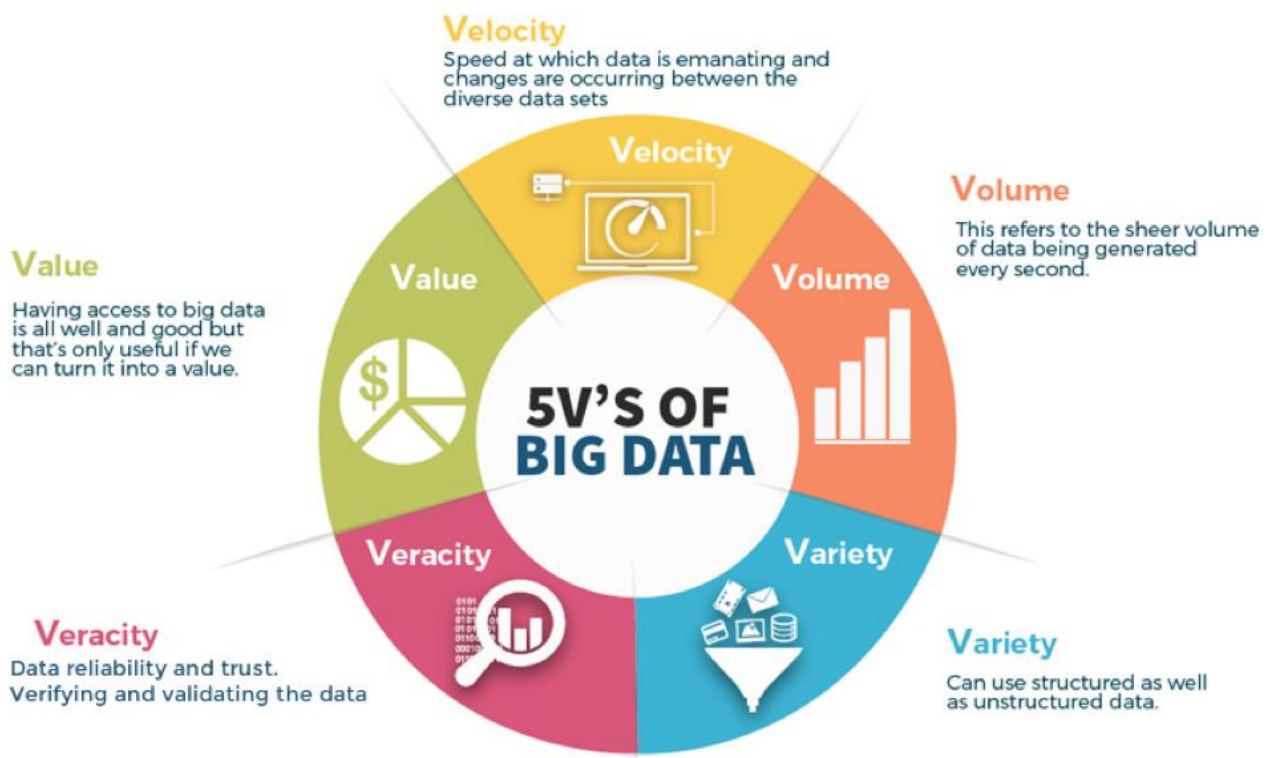 Velocity
Speed at which data is emanating and
changes are occurring between the
diverse data sets
Velocity
Volume
This refers to the sheer volume
of data being generated
every second.
Volume
Value
Having access to big data
is all well and good but
that's only useful if we
can turn it into a value.
Value
$
5V'S OF
BIG DATA
Veracity
Variety
Veracity
Data reliability and trust.
Verifying and validating the data
Variety
Can use structured as well
as unstructured data.